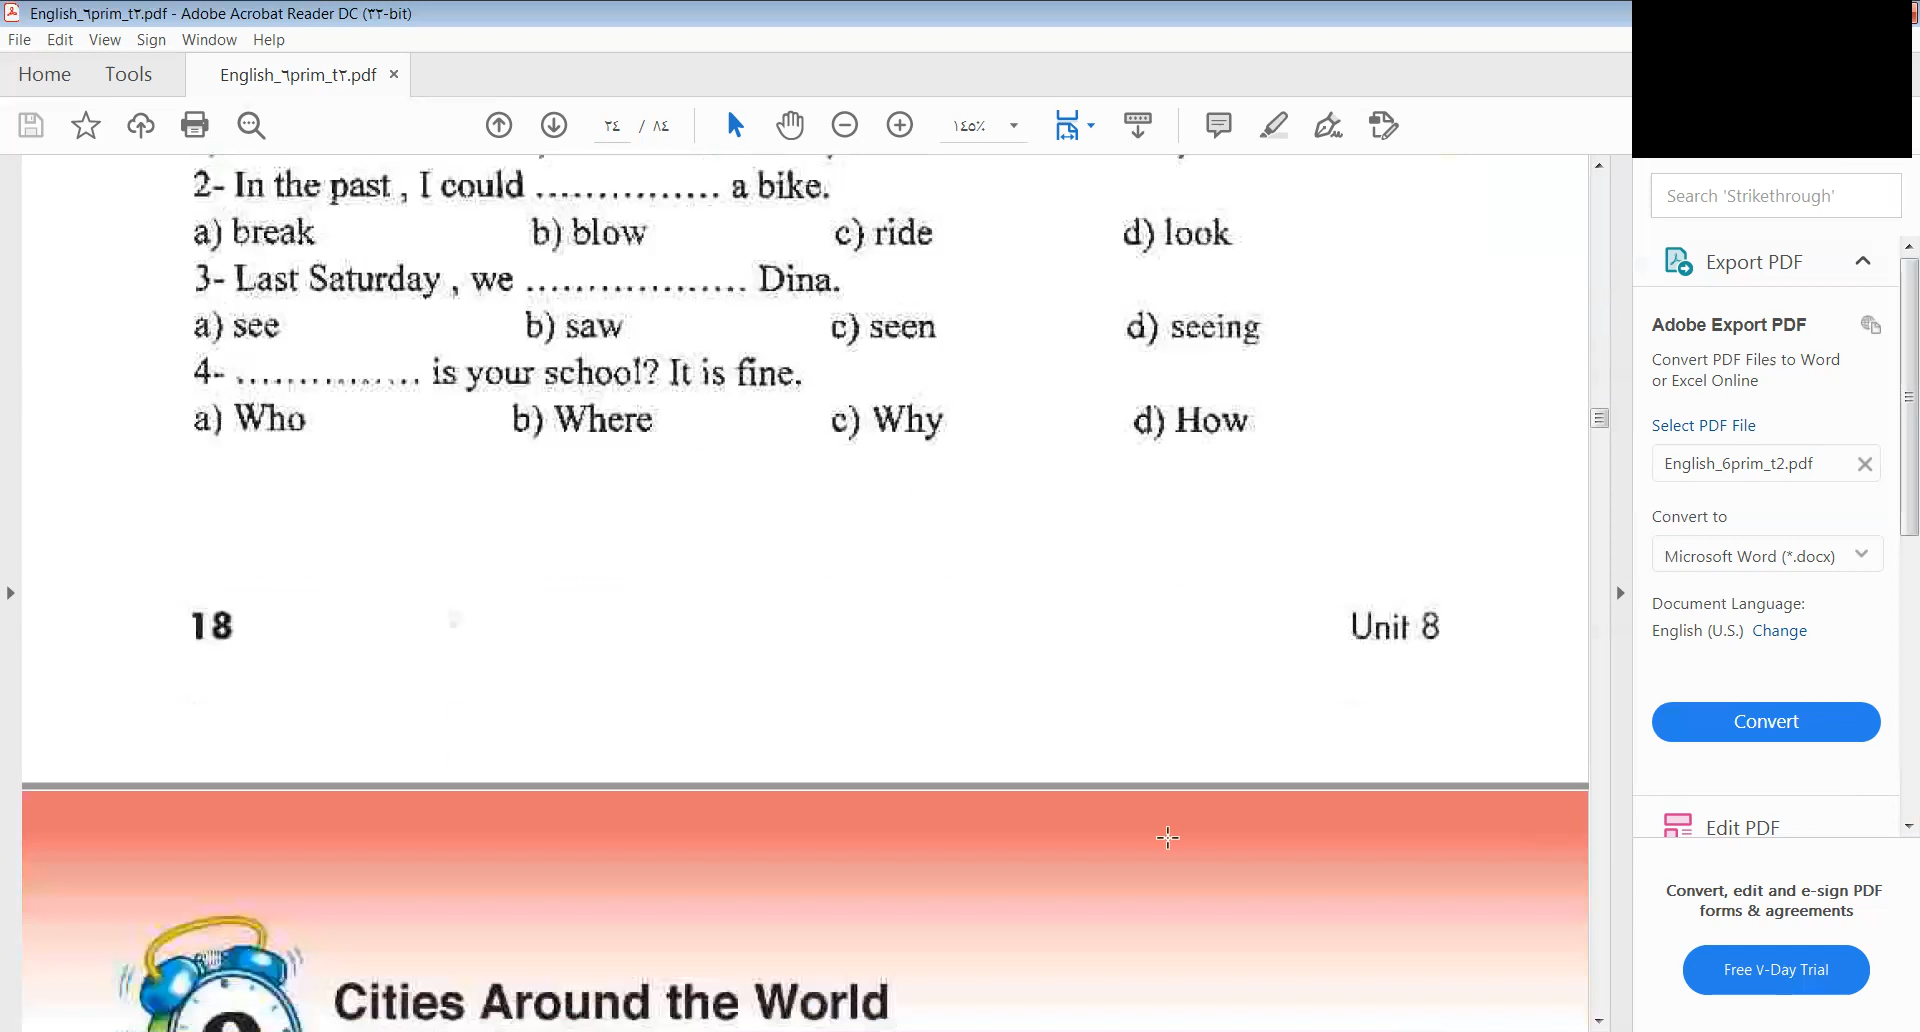 English_٦prim_t٢.pdf - Adobe Acrobat Reader DC (٣٢-bit)
File Edit View Sign Window Help
Home Tools English_٦prim_t٢.pdf ×
٢٤ / ٨٤ ١٤٥٪
Search 'Strikethrough'
2- In the past , I could ............... a bike.
a) break b) blow c) ride d) look
3- Last Saturday , we .................. Dina.
a) see b) saw c) seen d) seeing
4- ............... is your school? It is fine.
a) Who b) Where c) Why d) How
18 Unit 8
Cities Around the World
Export PDF
Adobe Export PDF
Convert PDF Files to Word
or Excel Online
Select PDF File
English_6prim_t2.pdf
Convert to
Microsoft Word (*.docx)
Document Language:
English (U.S.) Change
Convert
Edit PDF
Convert, edit and e-sign PDF
forms & agreements
Free ٧-Day Trial